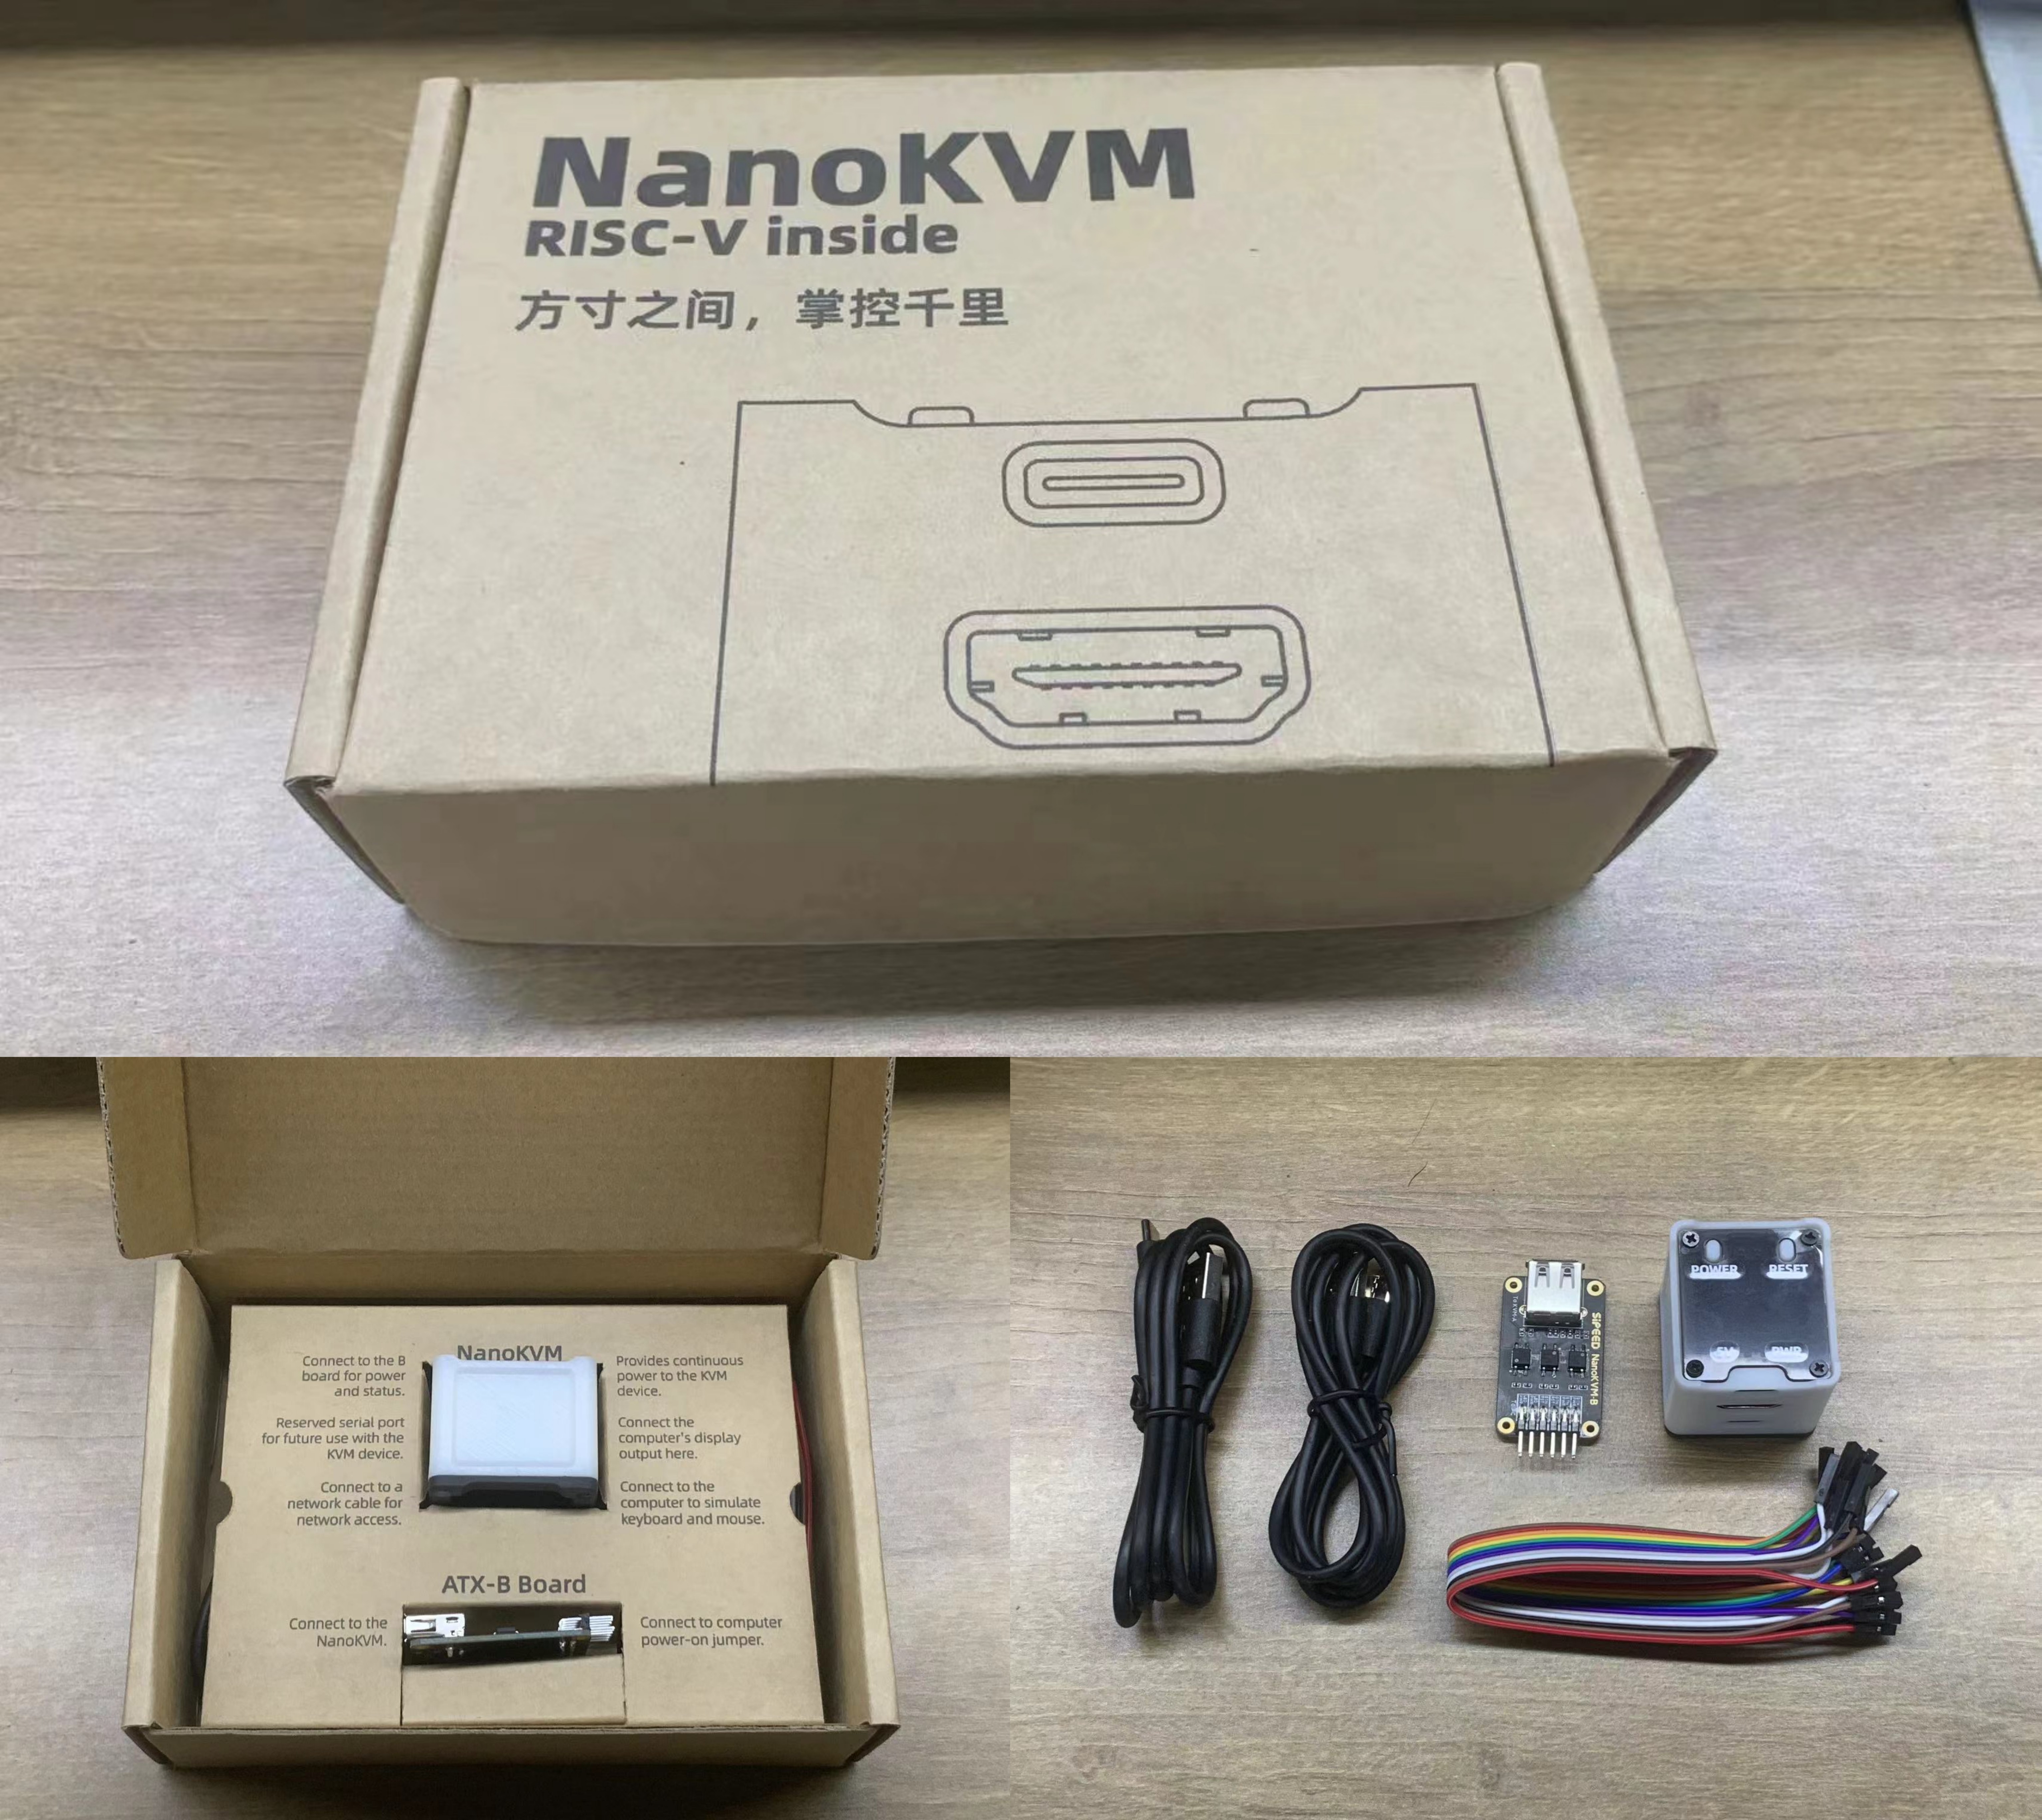 NanoKVM
RISC-V inside
方寸之间，掌控千里
NanoKVM
Connect to the B
board for power
and status.
Reserved serial port
for future use with the
KVM device.
Connect to a
network cable for
network access.
Provides continuous
power to the KVM
device.
Connect the
computer's display
output here.
Connect to the
computer to simulate
keyboard and mouse.
ATX-B Board
Connect to the
NanoKVM.
Connect to computer
power-on jumper.
SiPEED NanoKVM-B
POWER
RESET
5V
PWR